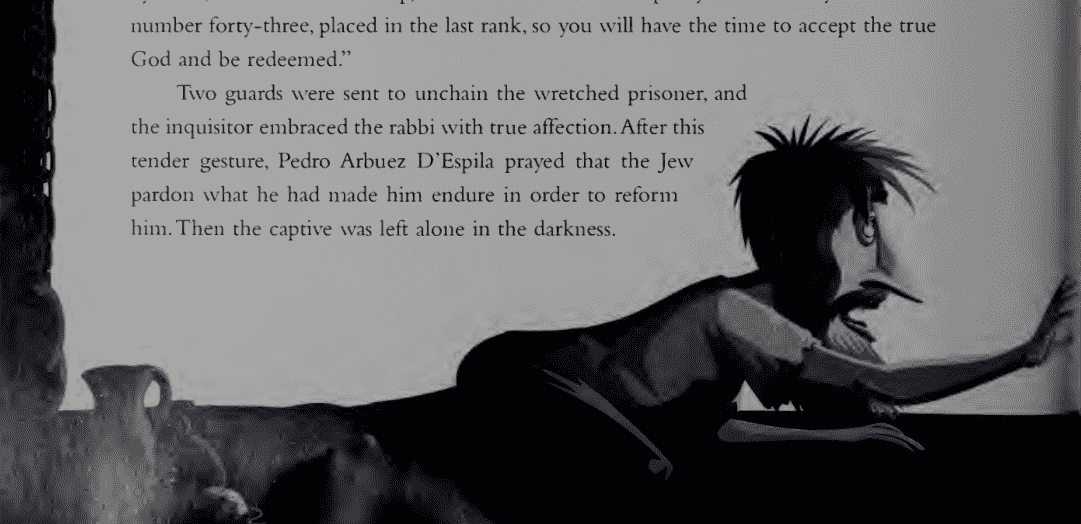 number forty-three, placed in the last rank, so you will have the time to accept the true
God and be redeemed.”
Two guards were sent to unchain the wretched prisoner, and
the inquisitor embraced the rabbi with true affection. After this
tender gesture, Pedro Arbuez D’Espila prayed that the Jew
pardon what he had made him endure in order to reform
him. Then the captive was left alone in the darkness.